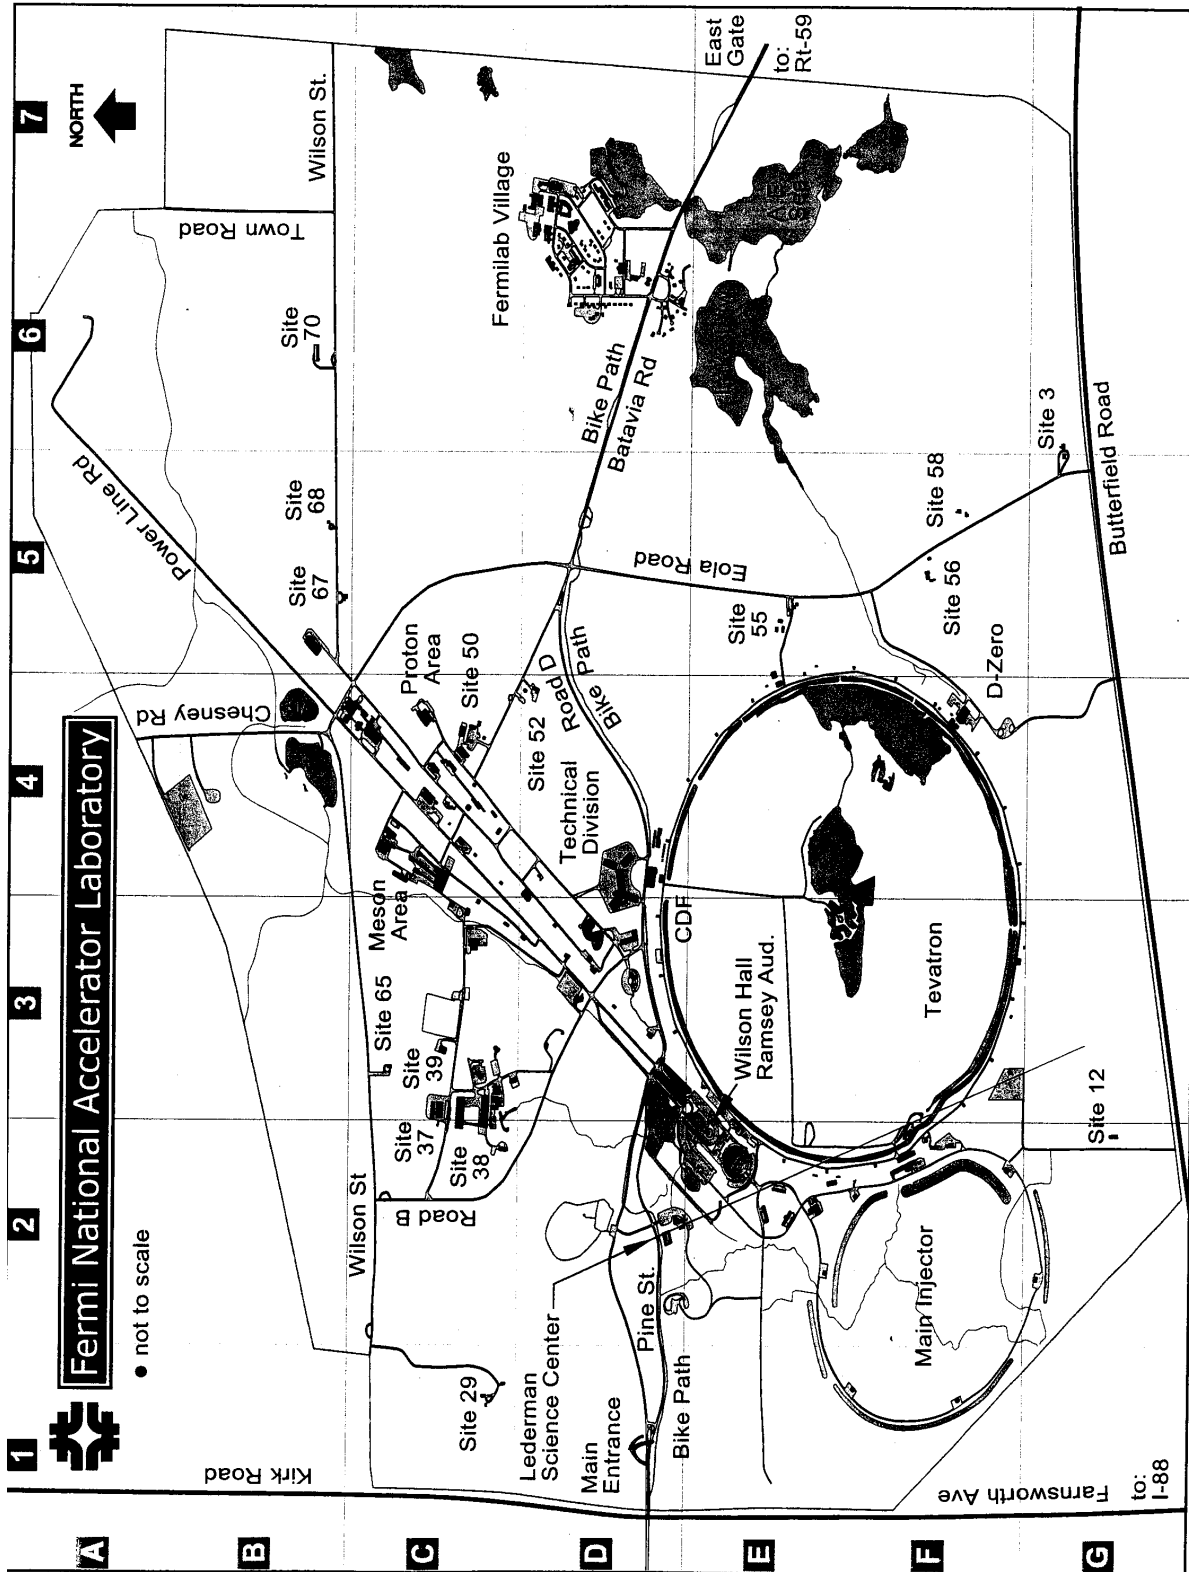 Fermi National Accelerator Laboratory
• not to scale
1
2
3
4
5
6
7
A
B
C
D
E
F
G
NORTH
Kirk Road
Wilson St
Wilson St.
Town Road
Chesney Rd
Power Line Rd
Site
70
Site
68
Site
67
Site 65
Site
39
Site
37
Site
38
Road B
Site 29
Meson
Area
Proton
Area
Site 50
Site 52
Road D
Bike Path
Technical
Division
Fermilab Village
Bike Path
Batavia Rd
East
Gate
to:
Rt-59
Lederman
Science Center
Main
Entrance
Pine St.
Bike Path
CDF
Wilson Hall
Ramsey Aud.
Eola Road
Site
55
Site 56
Site 58
Site 3
D-Zero
Tevatron
Main Injector
Site 12
Butterfield Road
Farnsworth Ave
to:
I-88